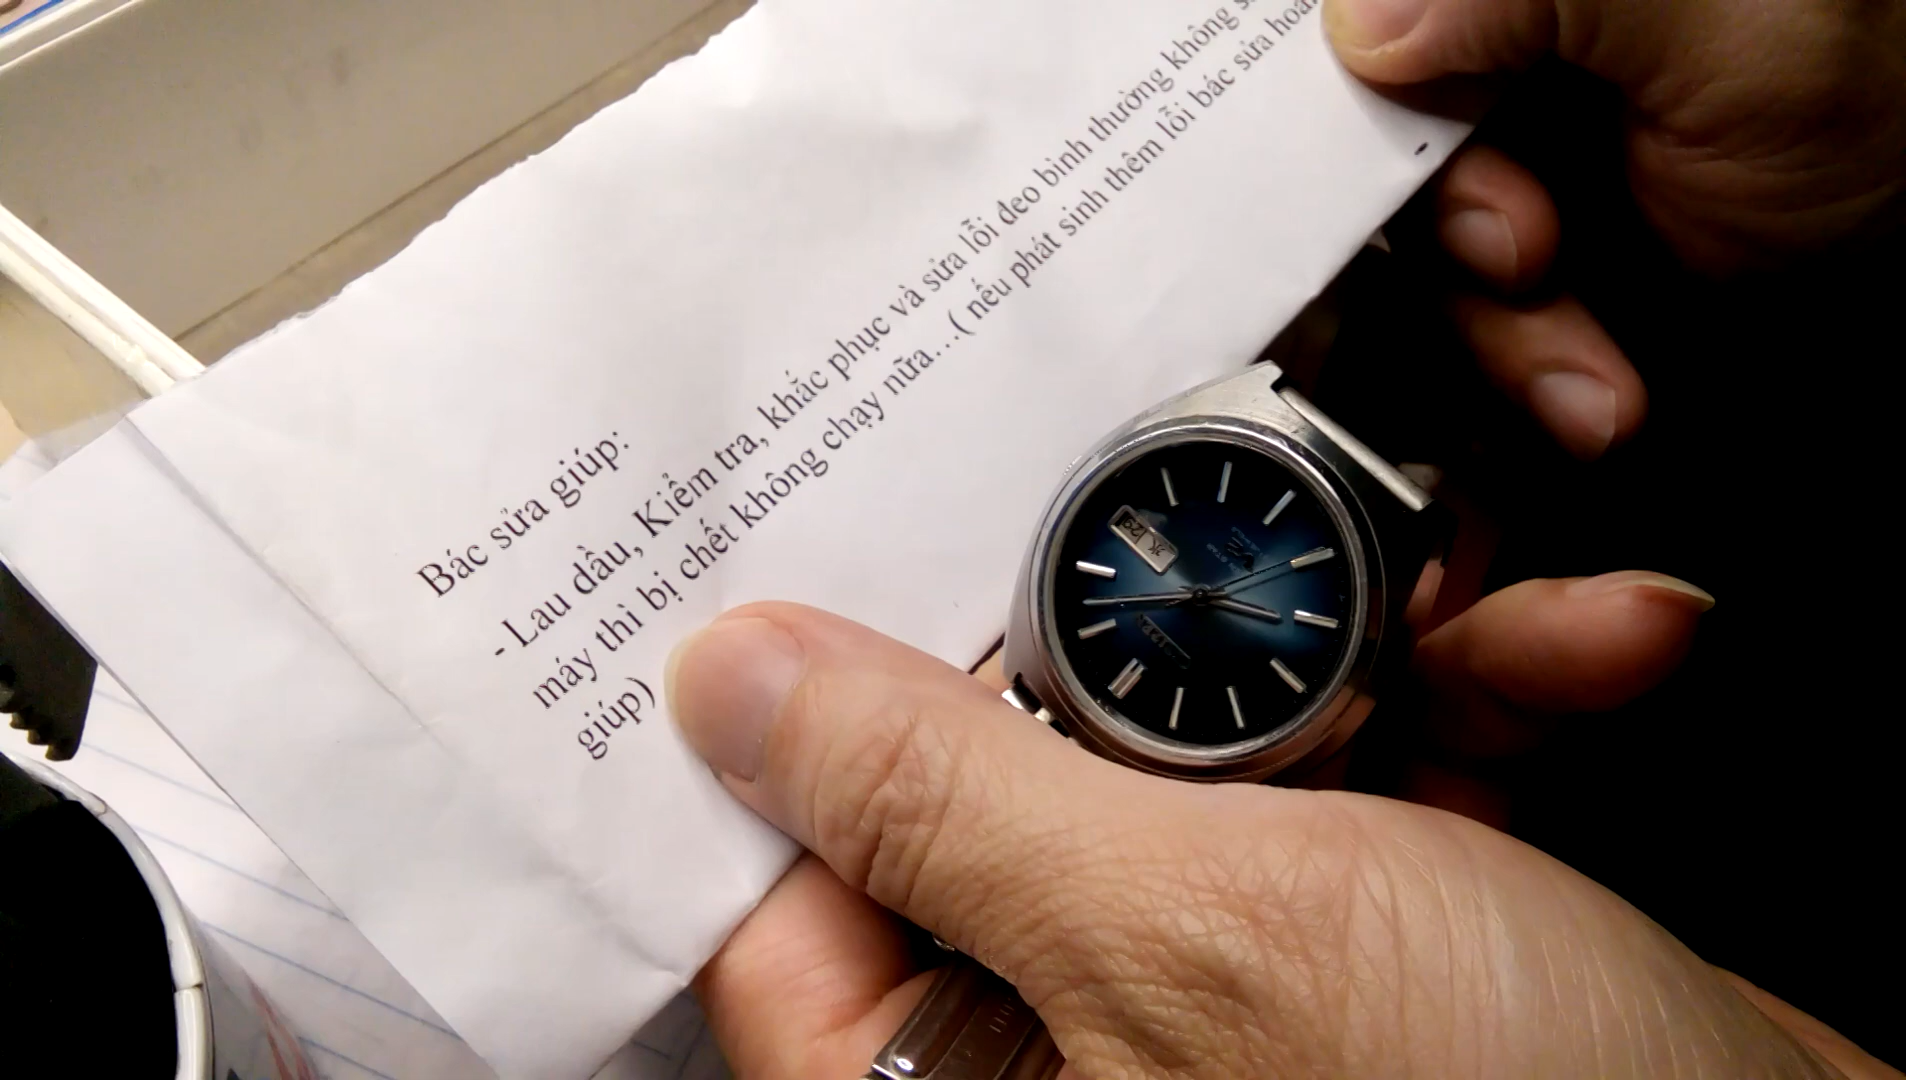 Bác sửa giúp:
- Lau dầu, Kiểm tra, khắc phục và sửa lỗi đeo bình thường không
máy thì bị chết không chạy nữa...( nếu phát sinh thêm lỗi bác sửa
giúp)
29